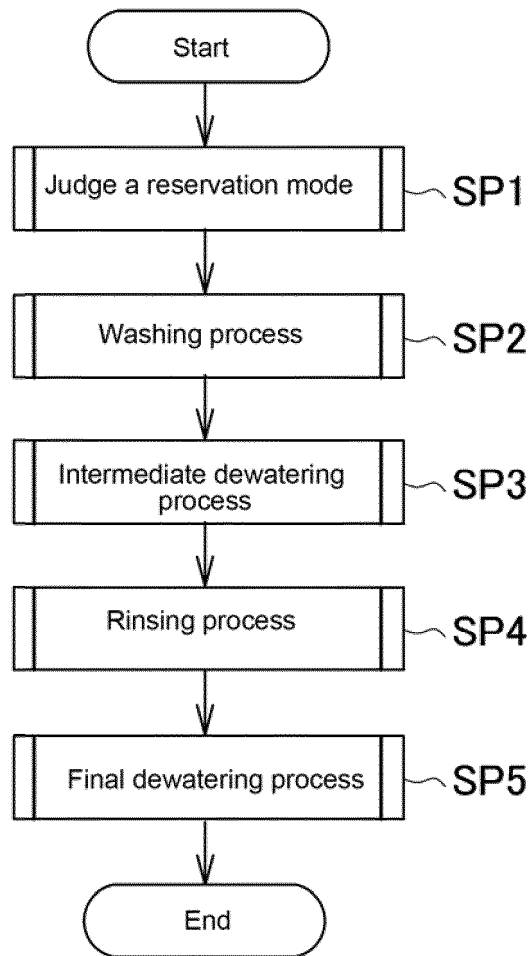 Start
Judge a reservation mode
SP1
Washing process
SP2
Intermediate dewatering
process
SP3
Rinsing process
SP4
Final dewatering process
SP5
End